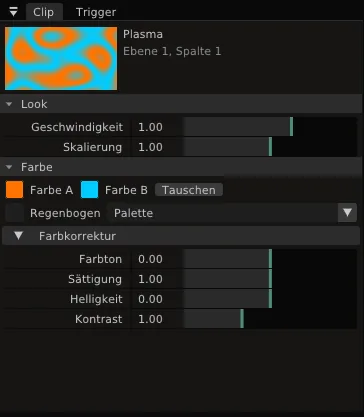 Clip Trigger
Plasma
Ebene 1, Spalte 1
Look
Geschwindigkeit 1.00
Skalierung 1.00
Farbe
Farbe A Farbe B Tauschen
Regenbogen Palette
Farbkorrektur
Farbton 0.00
Sättigung 1.00
Helligkeit 0.00
Kontrast 1.00